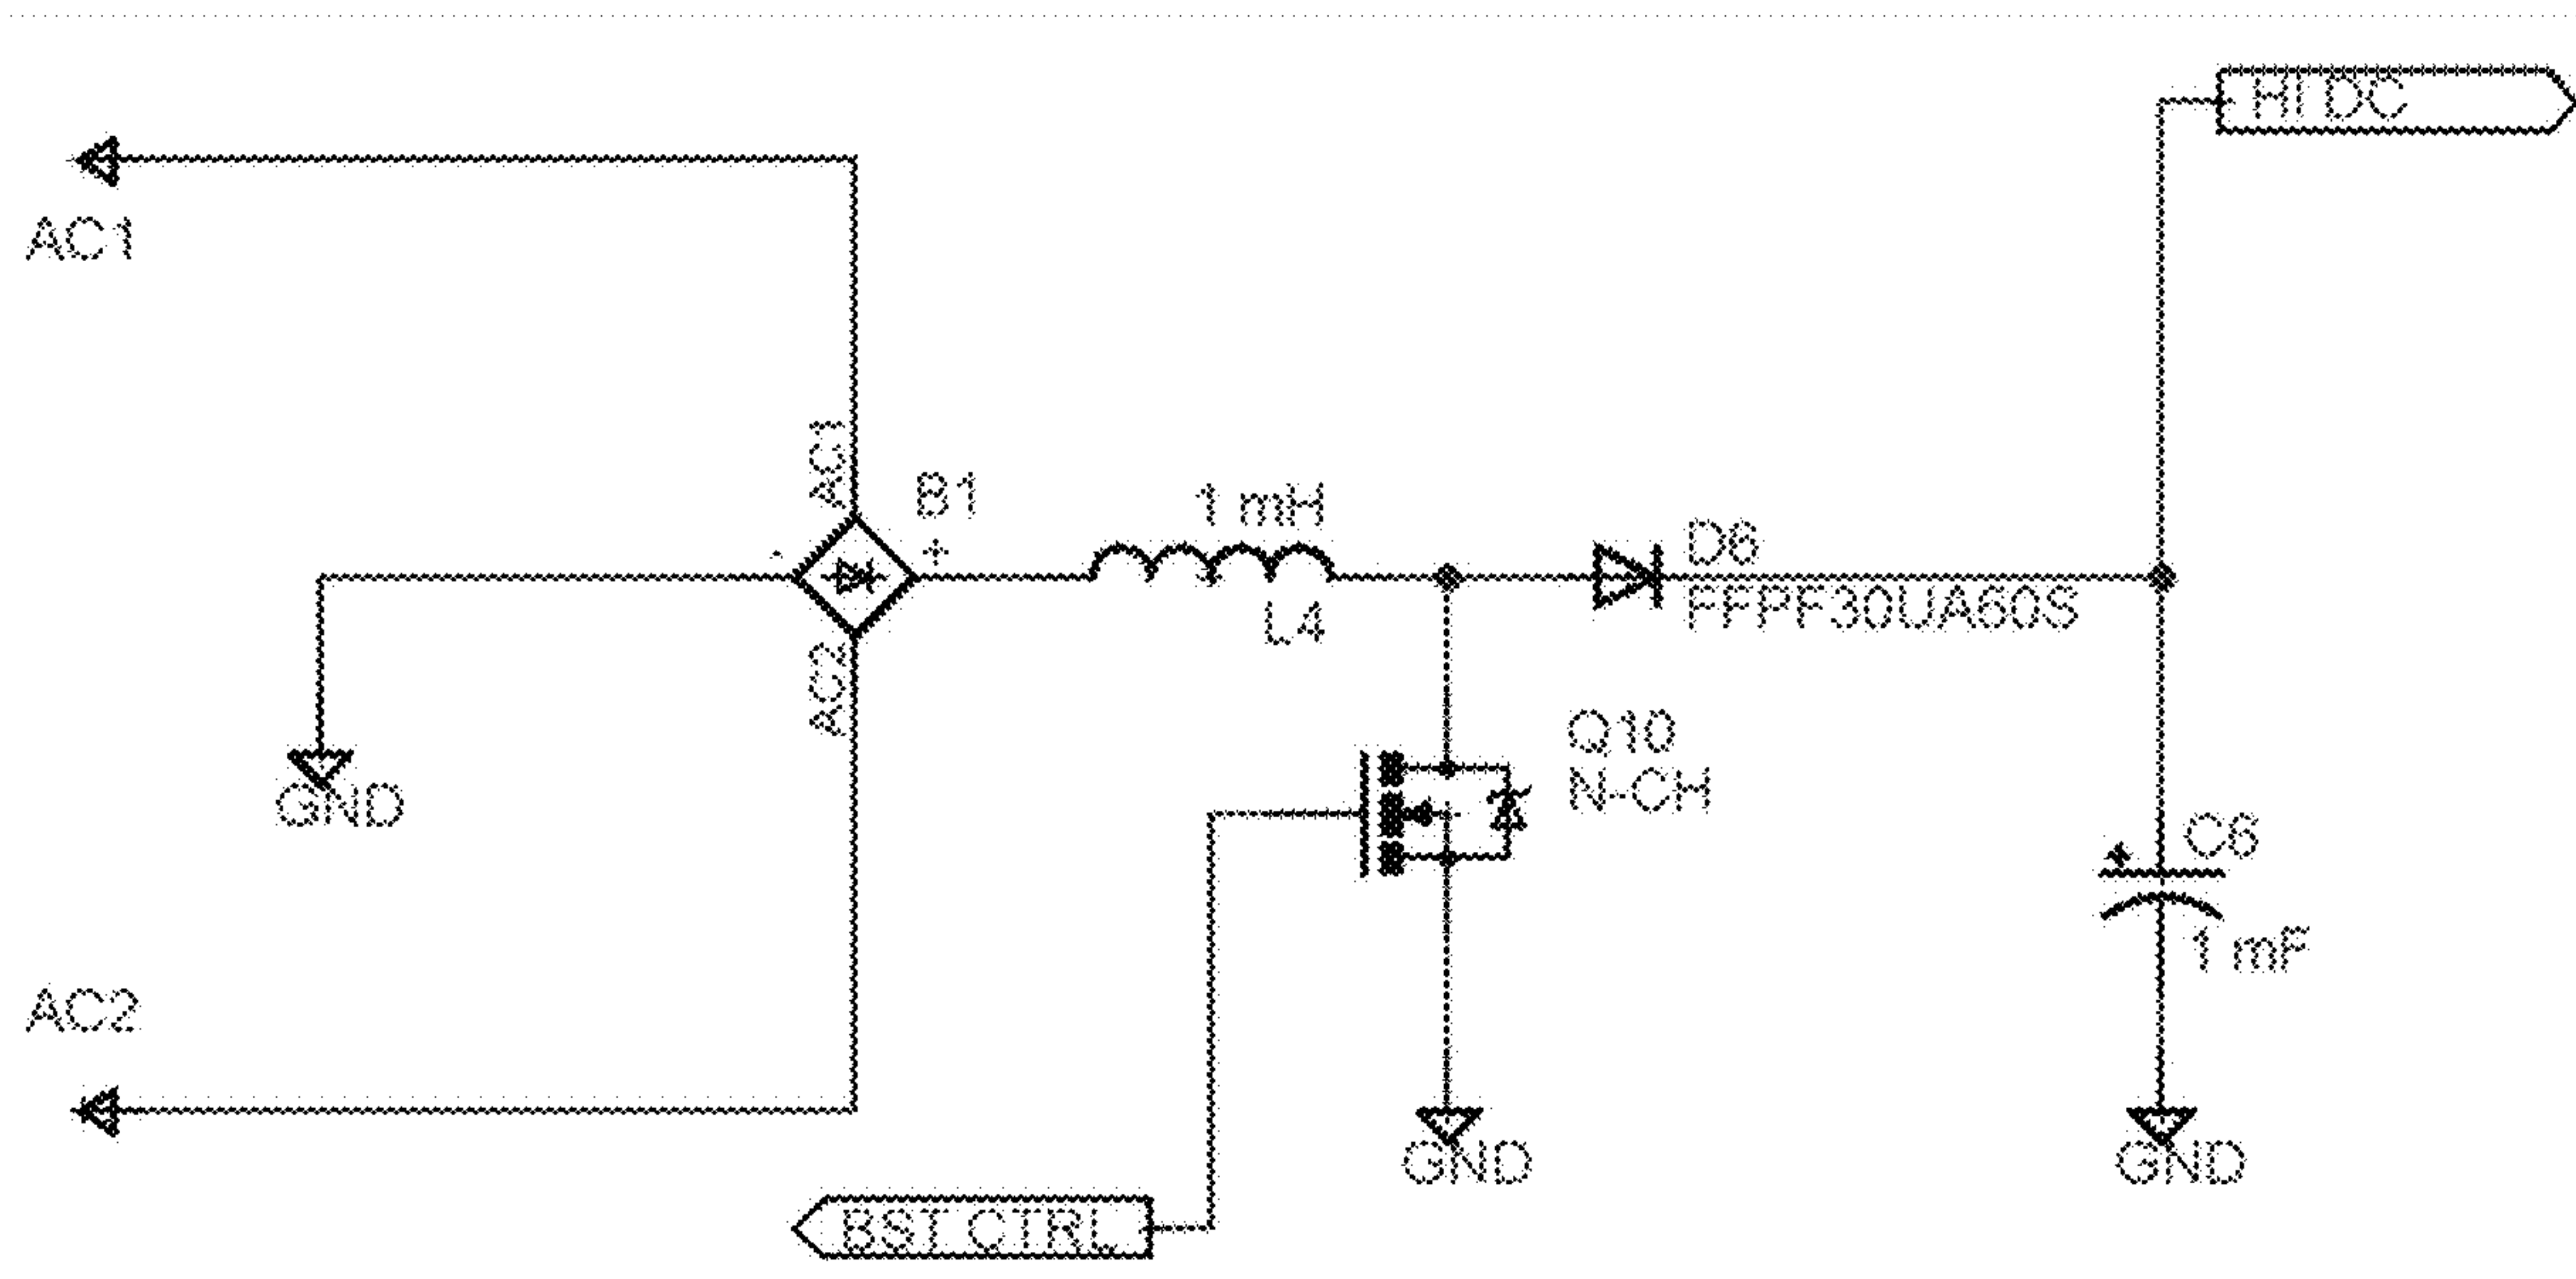 HI DC
AC1
AC1
B1
+
-
1 mH
L4
D6
FFPF30UA60S
AC2
Q10
N-CH
GND
C6
+
1 mF
AC2
GND
GND
BST CTRL